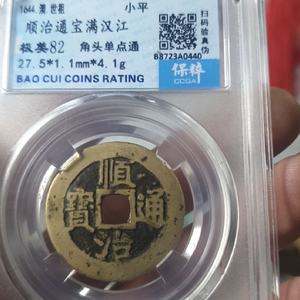 1644.清 世祖
小平
顺治通宝满汉江
极美82 角头单点通
27.5*1.1mm*4.1g
BAO CUI COINS RATING
扫码验真伪
B8723A0440
保粹
CCGA
順治通寶